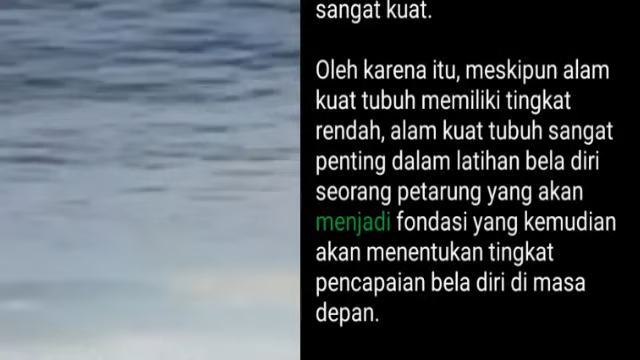 sangat kuat.
Oleh karena itu, meskipun alam
kuat tubuh memiliki tingkat
rendah, alam kuat tubuh sangat
penting dalam latihan bela diri
seorang petarung yang akan
menjadi fondasi yang kemudian
akan menentukan tingkat
pencapaian bela diri di masa
depan.